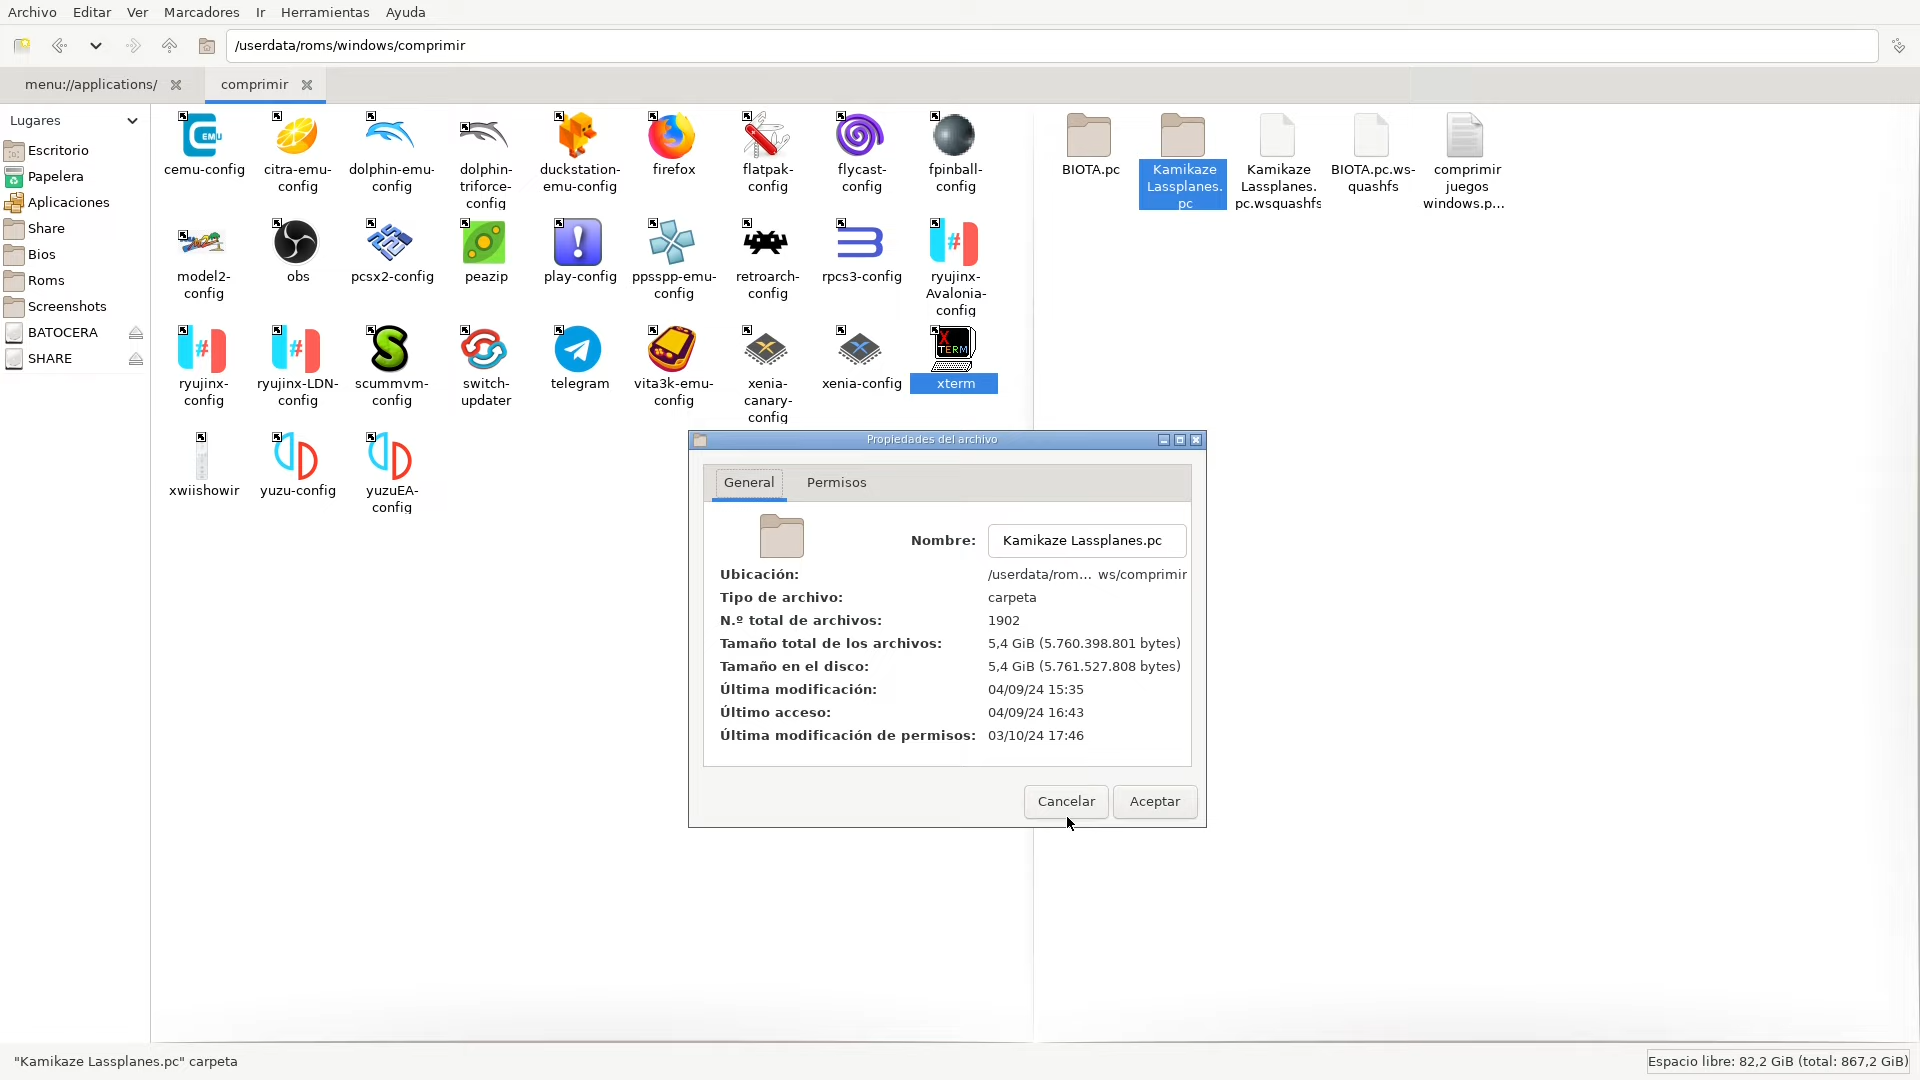 Archivo Editar Ver Marcadores Ir Herramientas Ayuda
/userdata/roms/windows/comprimir
menu://applications/ comprimir
Lugares
Escritorio
Papelera
Aplicaciones
Share
Bios
Roms
Screenshots
BATOCERA
SHARE
cemu-config
citra-emu-
config
dolphin-emu-
config
dolphin-
triforce-
config
duckstation-
emu-config
firefox
flatpak-
config
flycast-
config
fpinball-
config
model2-
config
obs
pcsx2-config
peazip
play-config
ppsspp-emu-
config
retroarch-
config
rpcs3-config
ryujinx-
Avalonia-
config
ryujinx-
config
ryujinx-LDN-
config
scummvm-
config
switch-
updater
telegram
vita3k-emu-
config
xenia-
canary-
config
xenia-config
xterm
xwiishowir
yuzu-config
yuzuEA-
config
BIOTA.pc
Kamikaze
Lassplanes.
pc
Kamikaze
Lassplanes.
pc.wsquashfs
BIOTA.pc.ws-
quashfs
comprimir
juegos
windows.p...
CEMU
X
TERM
Propiedades del archivo
General Permisos
Nombre: Kamikaze Lassplanes.pc
Ubicación: /userdata/rom... ws/comprimir
Tipo de archivo: carpeta
N.º total de archivos: 1902
Tamaño total de los archivos: 5,4 GiB (5.760.398.801 bytes)
Tamaño en el disco: 5,4 GiB (5.761.527.808 bytes)
Última modificación: 04/09/24 15:35
Último acceso: 04/09/24 16:43
Última modificación de permisos: 03/10/24 17:46
Cancelar Aceptar
"Kamikaze Lassplanes.pc" carpeta
Espacio libre: 82,2 GiB (total: 867,2 GiB)